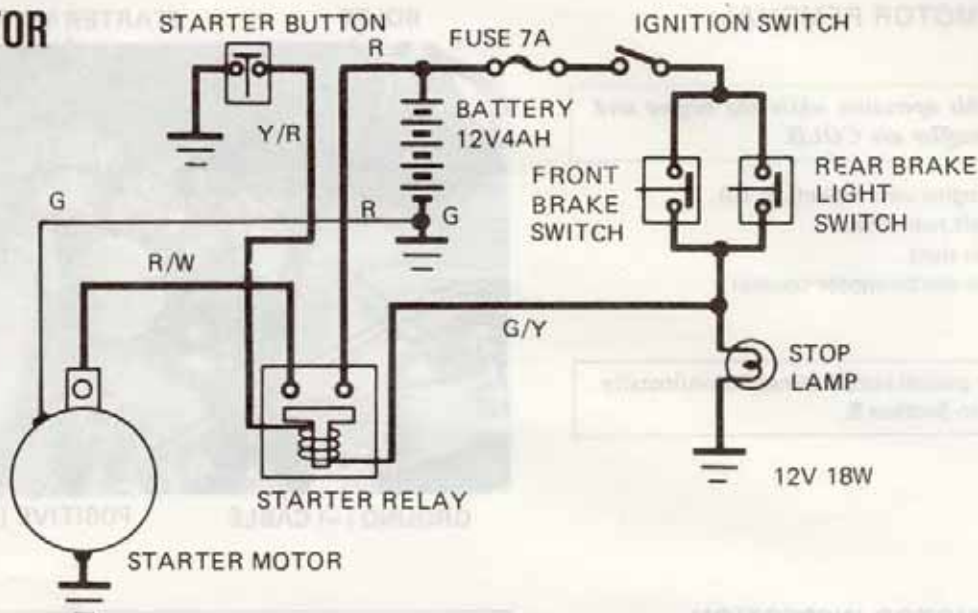 STARTER BUTTON
IGNITION SWITCH
FUSE 7A
R
BATTERY
12V4AH
Y/R
FRONT
BRAKE
SWITCH
REAR BRAKE
LIGHT
SWITCH
G
R
G
R/W
G/Y
STOP
LAMP
12V 18W
STARTER RELAY
STARTER MOTOR